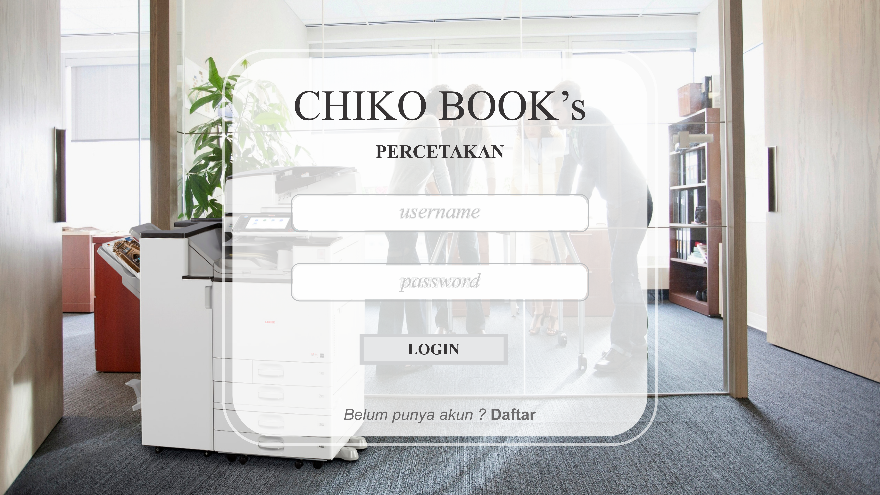 CHIKO BOOK's
PERCETAKAN
username
password
LOGIN
Belum punya akun ? Daftar